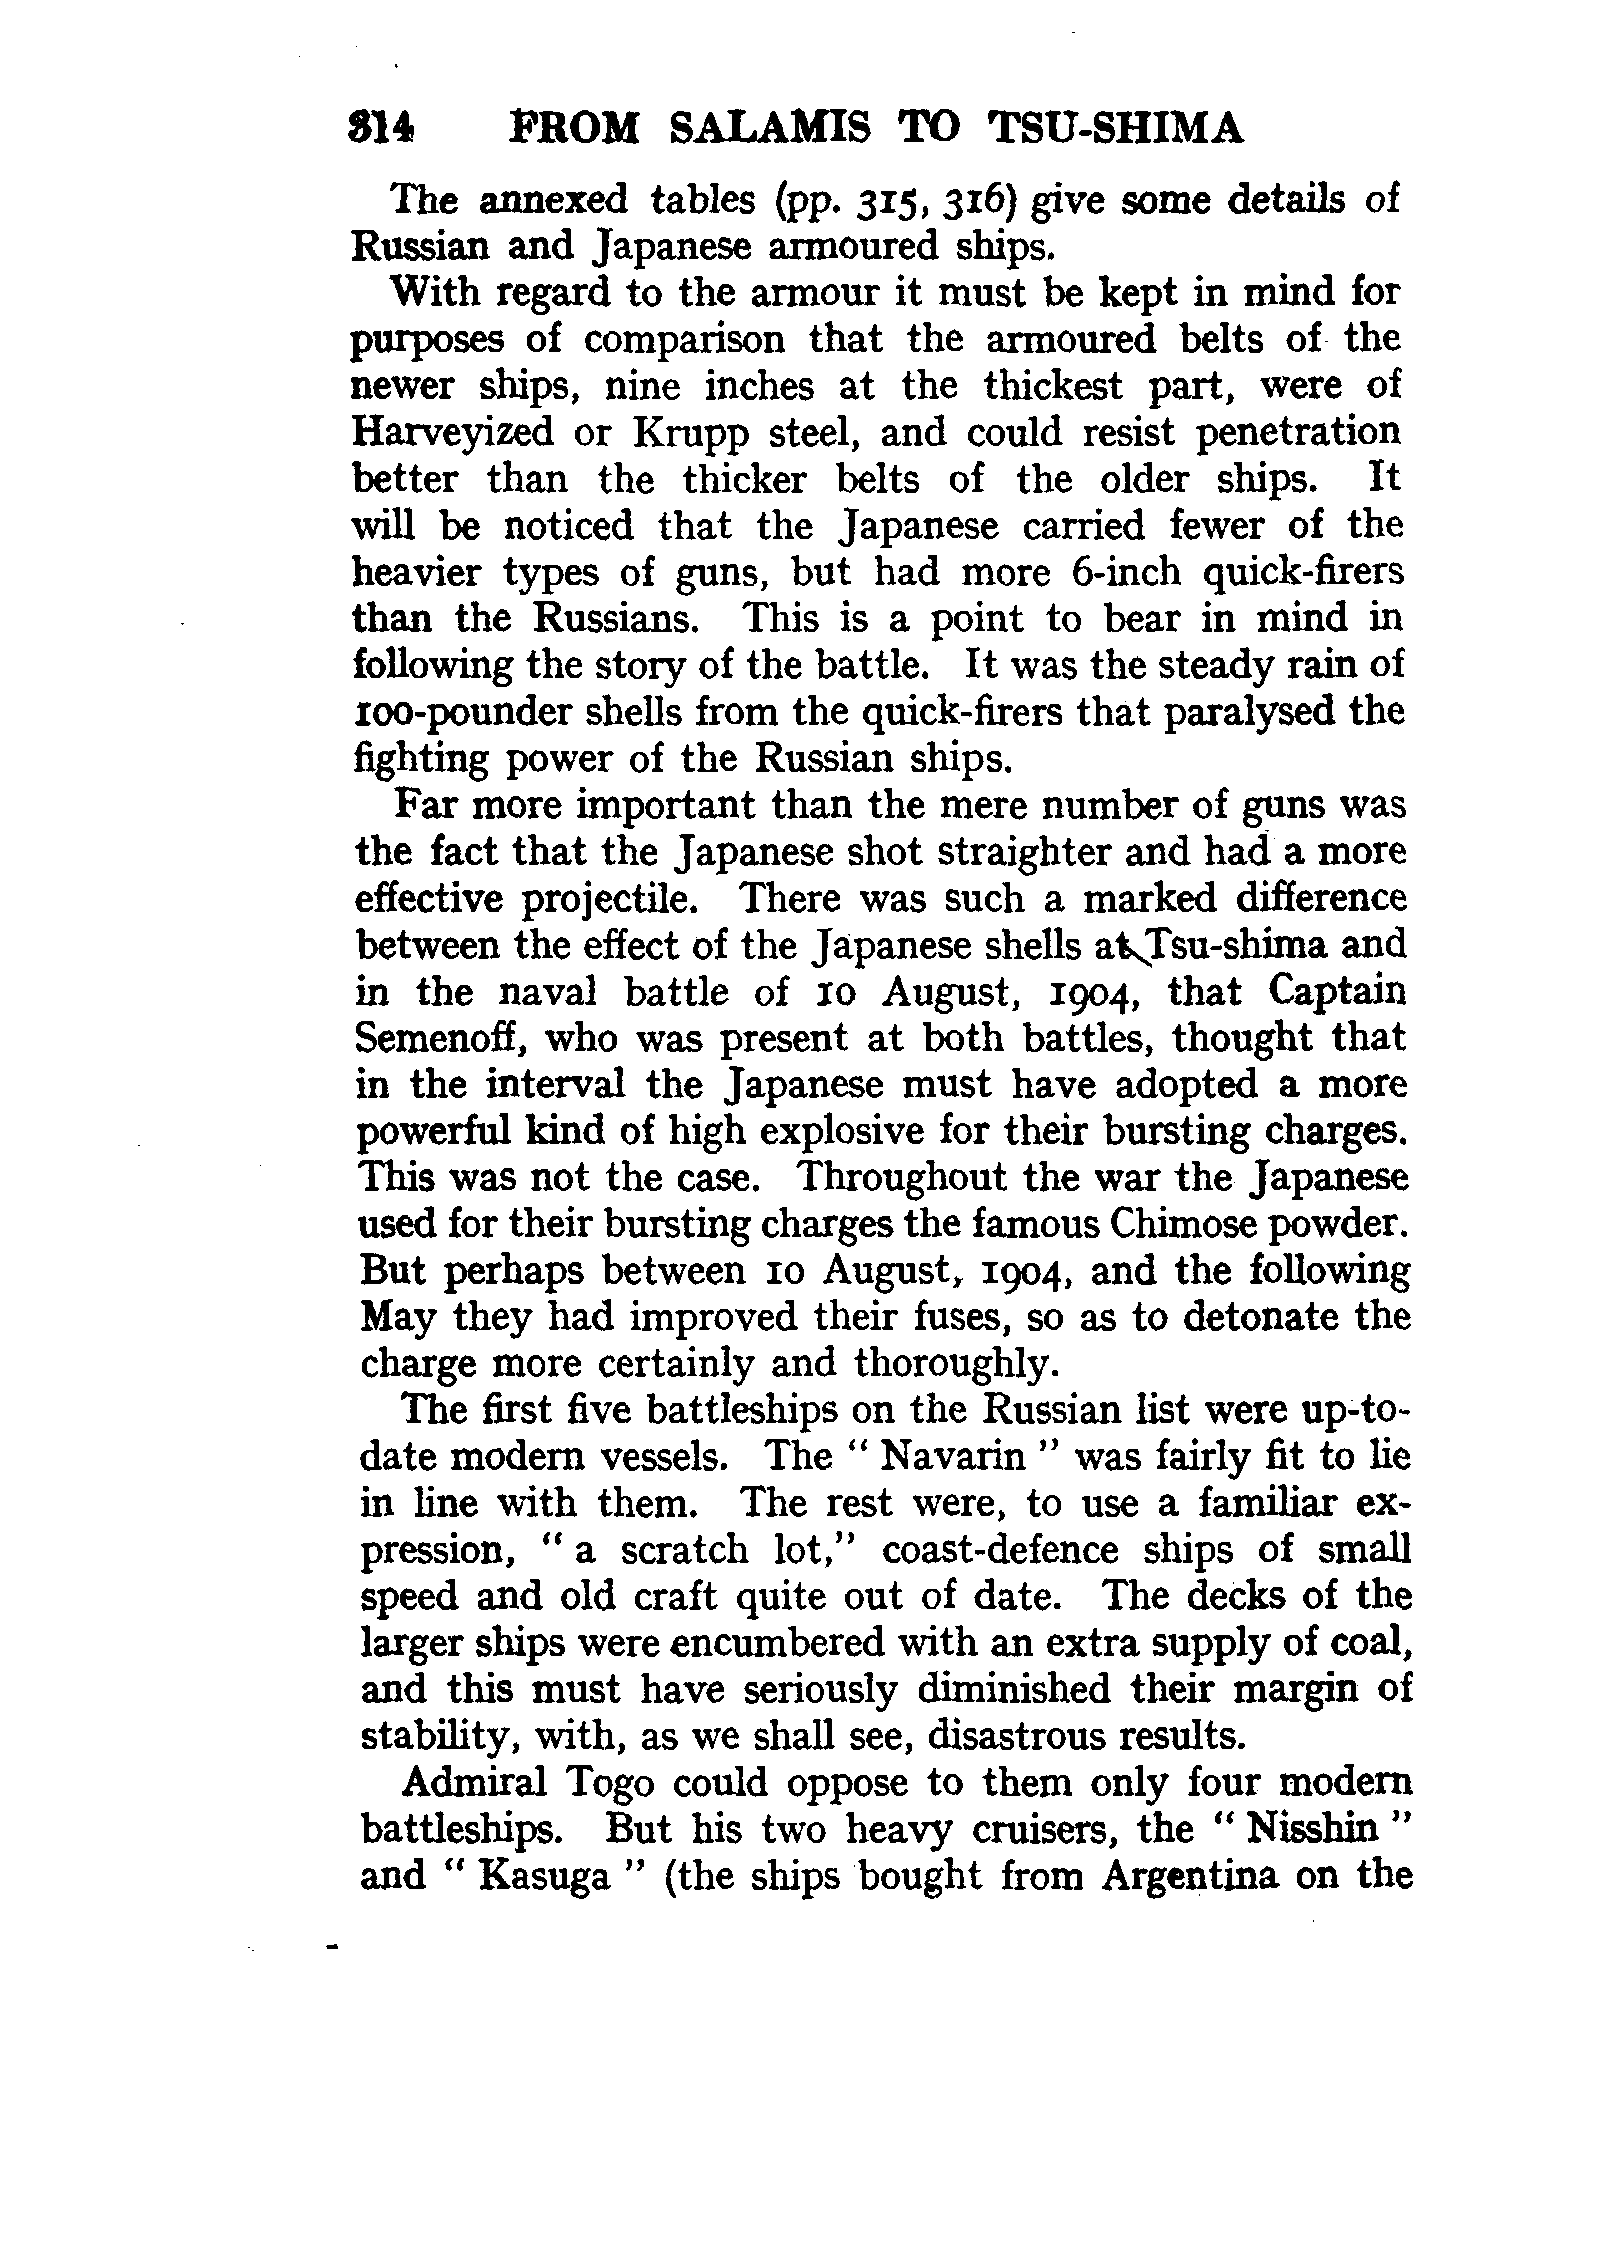 314 FROM SALAMIS TO TSU-SHIMA
The annexed tables (pp. 315, 316) give some details of
Russian and Japanese armoured ships.
With regard to the armour it must be kept in mind for
purposes of comparison that the armoured belts of the
newer ships, nine inches at the thickest part, were of
Harveyized or Krupp steel, and could resist penetration
better than the thicker belts of the older ships. It
will be noticed that the Japanese carried fewer of the
heavier types of guns, but had more 6-inch quick-firers
than the Russians. This is a point to bear in mind in
following the story of the battle. It was the steady rain of
100-pounder shells from the quick-firers that paralysed the
fighting power of the Russian ships.
Far more important than the mere number of guns was
the fact that the Japanese shot straighter and had a more
effective projectile. There was such a marked difference
between the effect of the Japanese shells at Tsu-shima and
in the naval battle of 10 August, 1904, that Captain
Semenoff, who was present at both battles, thought that
in the interval the Japanese must have adopted a more
powerful kind of high explosive for their bursting charges.
This was not the case. Throughout the war the Japanese
used for their bursting charges the famous Chimose powder.
But perhaps between 10 August, 1904, and the following
May they had improved their fuses, so as to detonate the
charge more certainly and thoroughly.
The first five battleships on the Russian list were up-to-
date modern vessels. The " Navarin " was fairly fit to lie
in line with them. The rest were, to use a familiar ex-
pression, " a scratch lot," coast-defence ships of small
speed and old craft quite out of date. The decks of the
larger ships were encumbered with an extra supply of coal,
and this must have seriously diminished their margin of
stability, with, as we shall see, disastrous results.
Admiral Togo could oppose to them only four modern
battleships. But his two heavy cruisers, the " Nisshin "
and " Kasuga " (the ships bought from Argentina on the